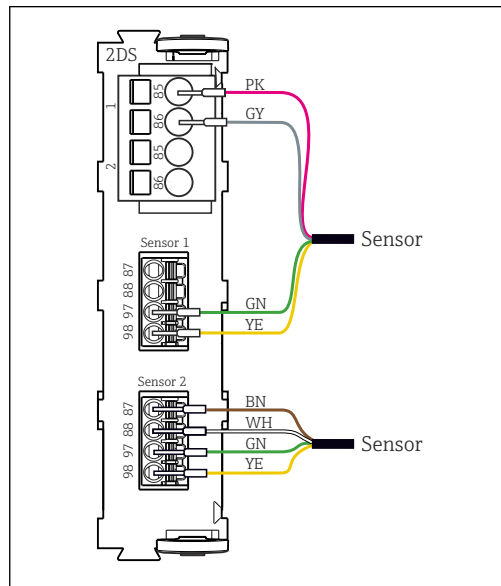 2DS
1
85
PK
86
GY
2
85
86
Sensor
Sensor 1
87
88
97
GN
98
YE
Sensor 2
87
BN
88
WH
97
GN
Sensor
98
YE